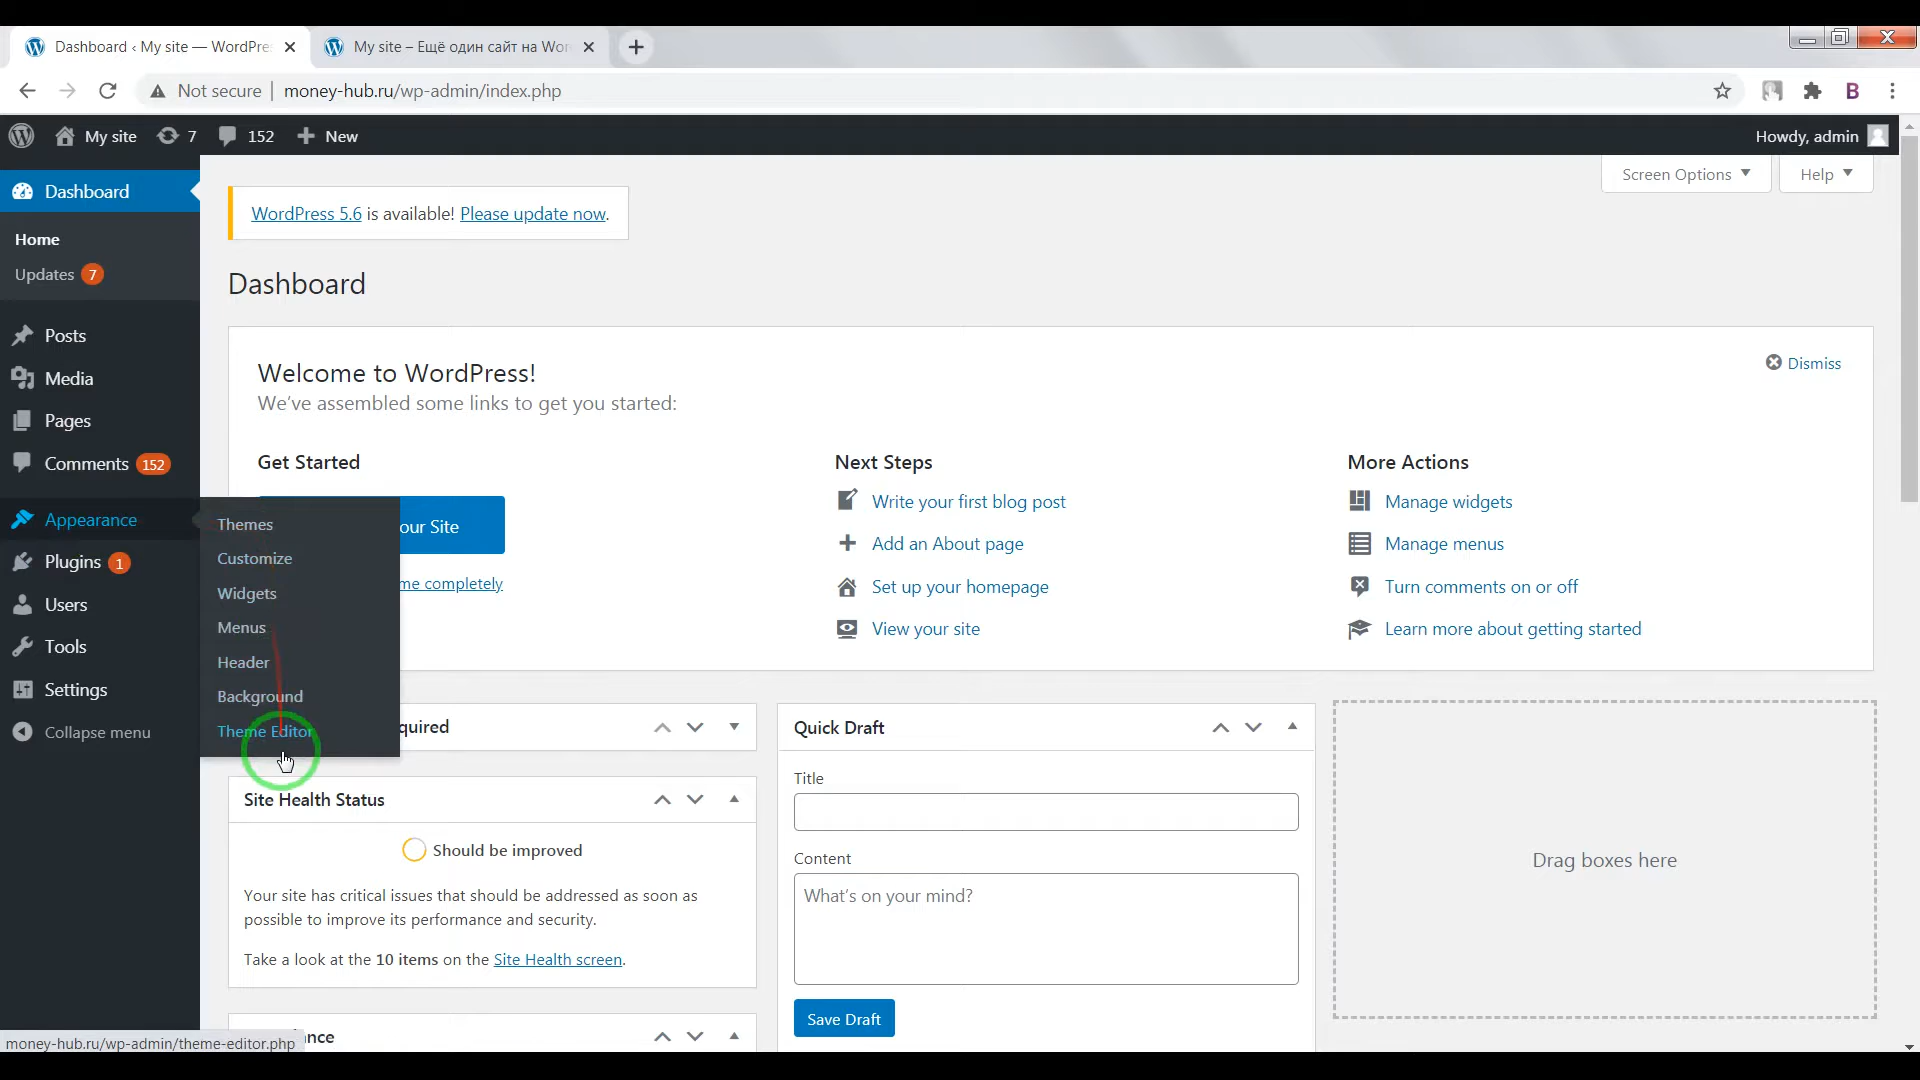 Dashboard ‹ My site — WordPre
My site – Ещё один сайт на Wor
Not secure
money-hub.ru/wp-admin/index.php
B
My site
7
152
New
Howdy, admin
Dashboard
Home
Updates 7
Posts
Media
Pages
Comments 152
Appearance
Plugins 1
Users
Tools
Settings
Collapse menu
Themes
Customize
Widgets
Menus
Header
Background
Theme Editor
Screen Options
Help
WordPress 5.6 is available! Please update now.
Dashboard
Welcome to WordPress!
Dismiss
We've assembled some links to get you started:
Get Started
our Site
me completely
Next Steps
Write your first blog post
Add an About page
Set up your homepage
View your site
More Actions
Manage widgets
Manage menus
Turn comments on or off
Learn more about getting started
quired
Site Health Status
Should be improved
Your site has critical issues that should be addressed as soon as
possible to improve its performance and security.
Take a look at the 10 items on the Site Health screen.
ance
Quick Draft
Title
Content
What's on your mind?
Save Draft
Drag boxes here
money-hub.ru/wp-admin/theme-editor.php